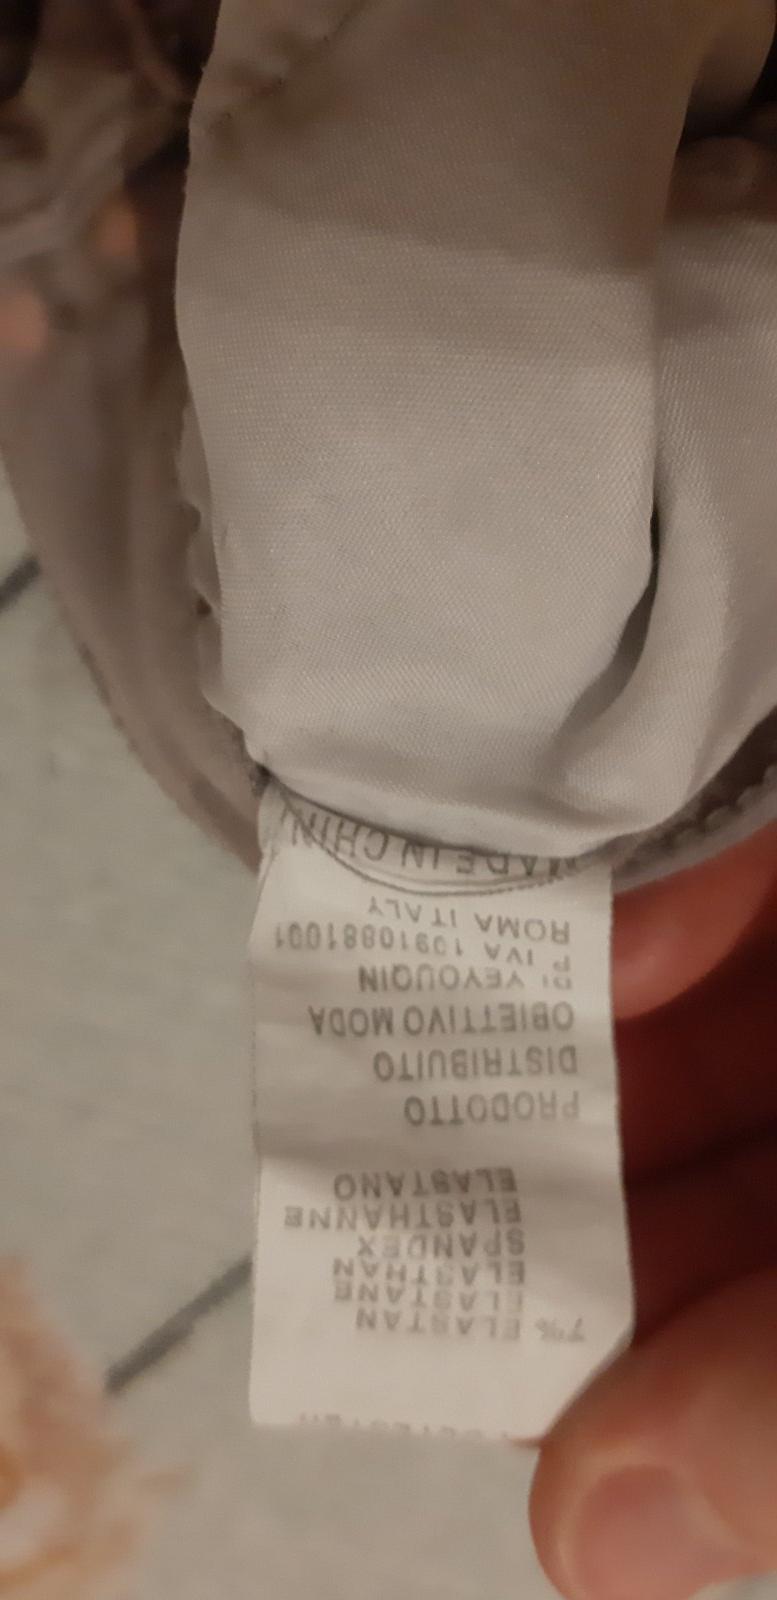 7% ELASTAN
ELASTANE
ELASTHAN
SPANDEX
ELASTHANNE
ELASTANO
PRODOTTO
DISTRIBUITO
OBIETTIVO MODA
DI YEYOUQIN
P IVA 10910881001
ROMA ITALY
MADE IN CHIN